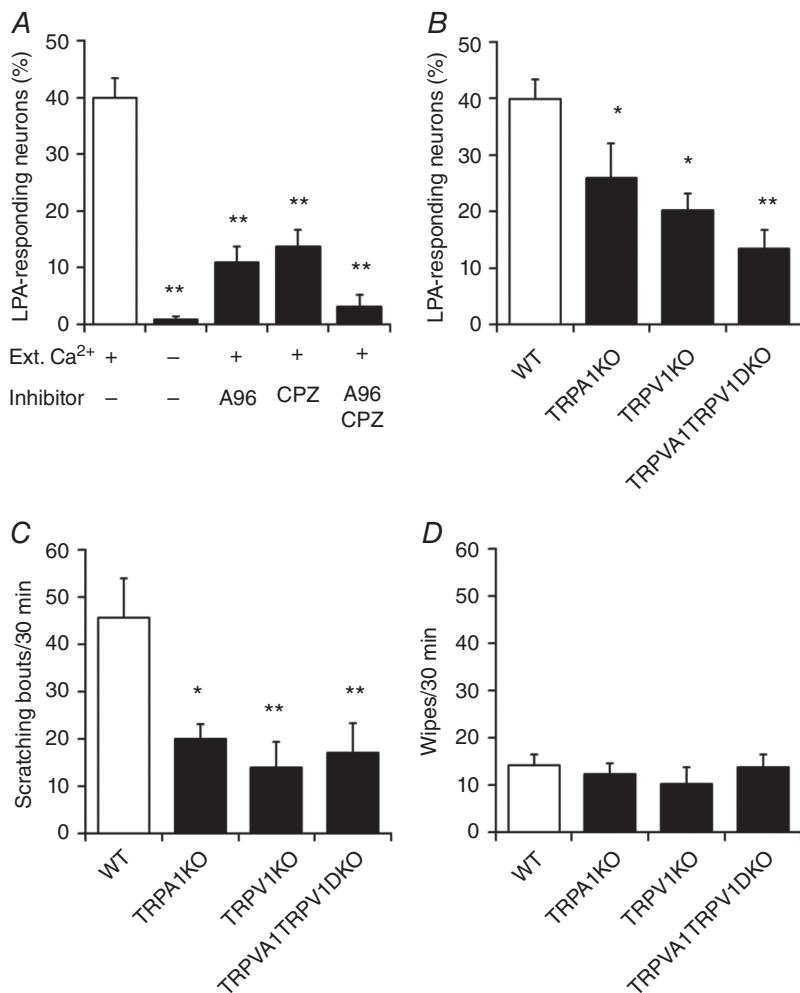 A
LPA-responding neurons (%)
50
40
30
20
10
0
** ** ** **
Ext. Ca2+ + – + + +
Inhibitor – – A96 CPZ A96
CPZ
B
LPA-responding neurons (%)
50
40
30
20
10
0
* * **
WT
TRPA1KO
TRPV1KO
TRPVA1TRPV1DKO
C
Scratching bouts/30 min
60
50
40
30
20
10
0
* ** **
WT
TRPA1KO
TRPV1KO
TRPVA1TRPV1DKO
D
Wipes/30 min
60
50
40
30
20
10
0
WT
TRPA1KO
TRPV1KO
TRPVA1TRPV1DKO